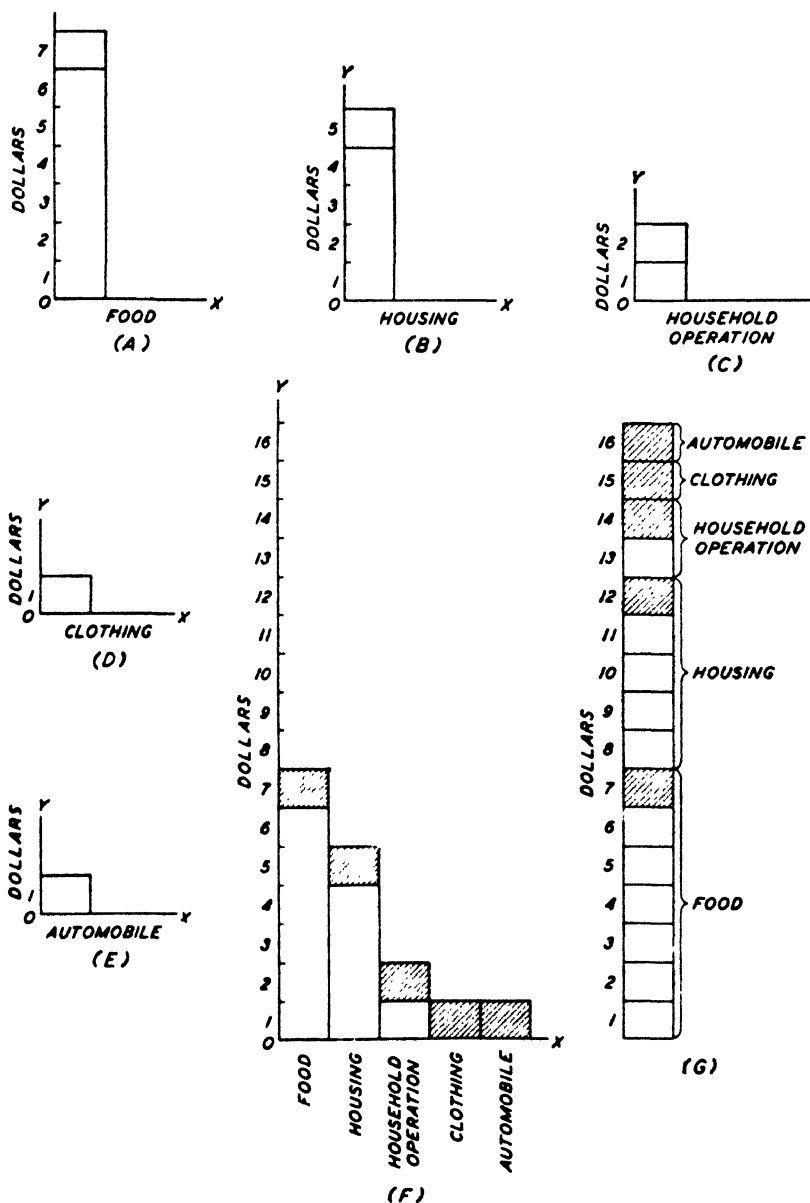 DOLLARS
7
6
5
4
3
2
1
0
X
FOOD
(A)
Y
DOLLARS
5
4
3
2
1
0
X
HOUSING
(B)
Y
DOLLARS
2
1
0
HOUSEHOLD
OPERATION
(C)
Y
DOLLARS
1
0
X
CLOTHING
(D)
Y
DOLLARS
1
0
X
AUTOMOBILE
(E)
Y
DOLLARS
16
15
14
13
12
11
10
9
8
7
6
5
4
3
2
1
0
X
FOOD
HOUSING
HOUSEHOLD
OPERATION
CLOTHING
AUTOMOBILE
(F)
DOLLARS
16
15
14
13
12
11
10
9
8
7
6
5
4
3
2
1
AUTOMOBILE
CLOTHING
HOUSEHOLD
OPERATION
HOUSING
FOOD
(G)